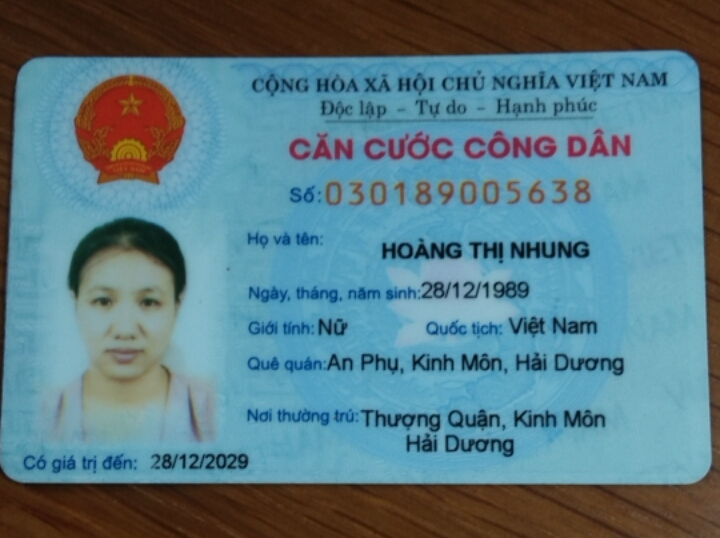 CỘNG HÒA XÃ HỘI CHỦ NGHĨA VIỆT NAM
Độc lập - Tự do - Hạnh phúc
CĂN CƯỚC CÔNG DÂN
Số: 030189005638
Họ và tên: HOÀNG THỊ NHUNG
Ngày, tháng, năm sinh: 28/12/1989
Giới tính: Nữ Quốc tịch: Việt Nam
Quê quán: An Phụ, Kinh Môn, Hải Dương
Nơi thường trú: Thượng Quận, Kinh Môn
Hải Dương
Có giá trị đến: 28/12/2029